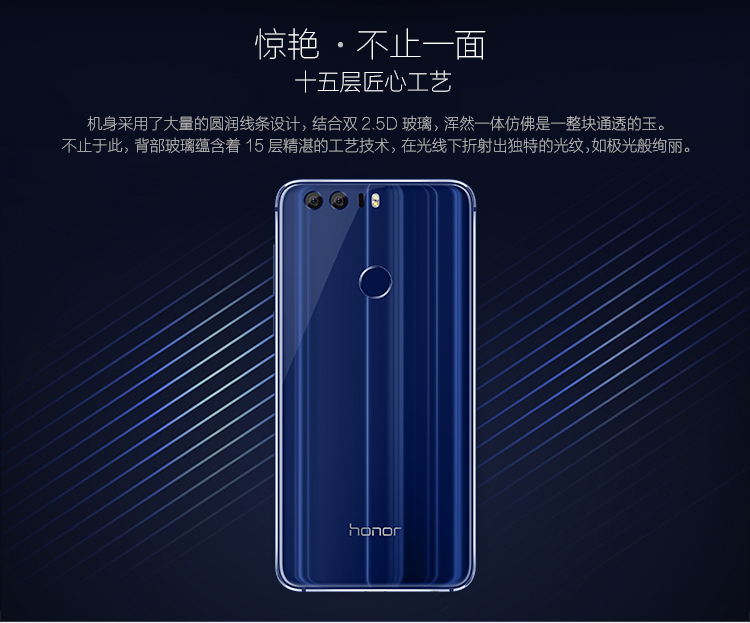 惊艳·不止一面
十五层匠心工艺
机身采用了大量的圆润线条设计，结合双 2.5D 玻璃，浑然一体仿佛是一整块通透的玉。
不止于此，背部玻璃蕴含着 15 层精湛的工艺技术，在光线下折射出独特的光纹，如极光般绚丽。
honor